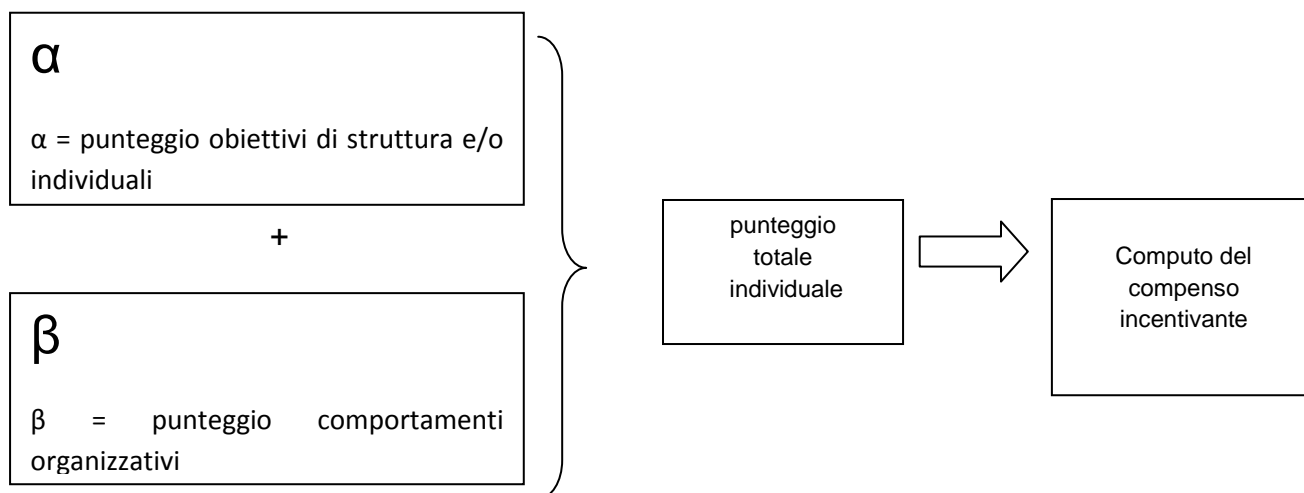 α
α = punteggio obiettivi di struttura e/o
individuali
+
β
β = punteggio comportamenti
organizzativi
punteggio
totale
individuale
Computo del
compenso
incentivante